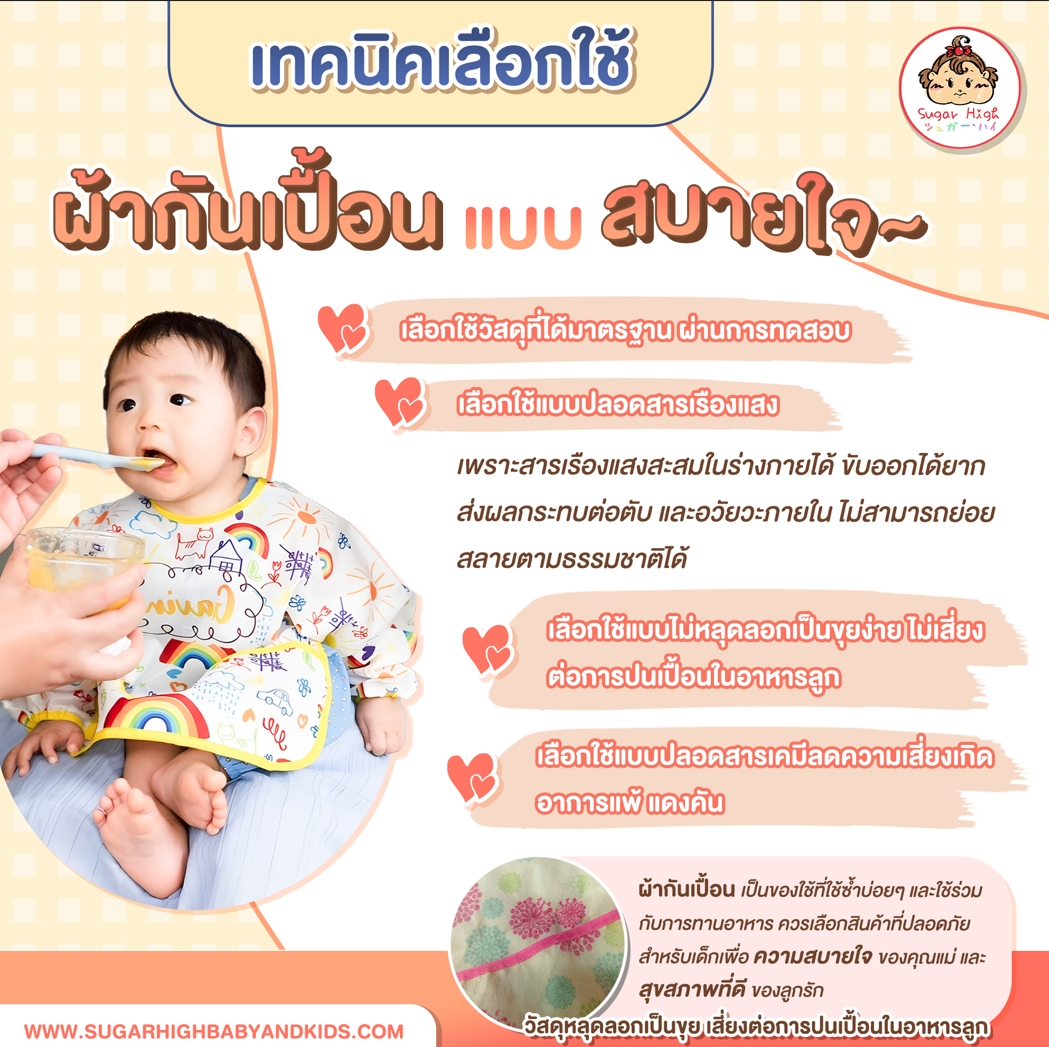 เทคนิคเลือกใช้
Sugar High
シュガーハイ
ผ้ากันเปื้อน แบบ สบายใจ~
เลือกใช้วัสดุที่ได้มาตรฐาน ผ่านการทดสอบ
เลือกใช้แบบปลอดสารเรืองแสง
เพราะสารเรืองแสงสะสมในร่างกายได้ ขับออกได้ยาก
ส่งผลกระทบต่อตับ และอวัยวะภายใน ไม่สามารถย่อย
สลายตามธรรมชาติได้
เลือกใช้แบบไม่หลุดลอกเป็นขุยง่าย ไม่เสี่ยง
ต่อการปนเปื้อนในอาหารลูก
เลือกใช้แบบปลอดสารเคมีลดความเสี่ยงเกิด
อาการแพ้ แดงคัน
ผ้ากันเปื้อน เป็นของใช้ที่ใช้ซ้ำบ่อยๆ และใช้ร่วม
กับการทานอาหาร ควรเลือกสินค้าที่ปลอดภัย
สำหรับเด็กเพื่อ ความสบายใจ ของคุณแม่ และ
สุขสภาพที่ดี ของลูกรัก
วัสดุหลุดลอกเป็นขุย เสี่ยงต่อการปนเปื้อนในอาหารลูก
WWW.SUGARHIGHBABYANDKIDS.COM